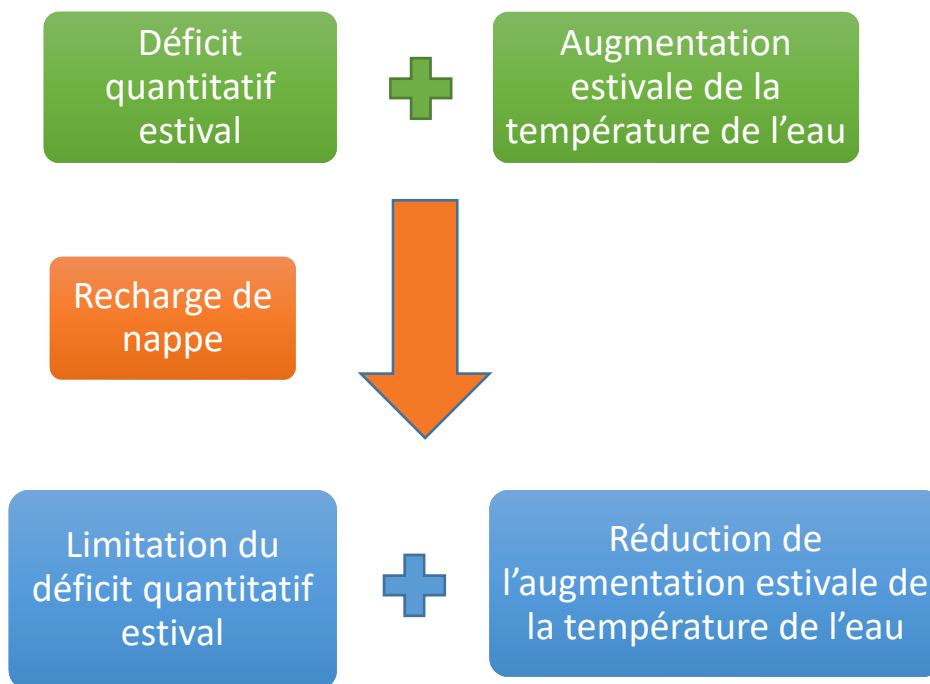 Déficit
quantitatif
estival
Augmentation
estivale de la
température de l’eau
Recharge de
nappe
Limitation du
déficit quantitatif
estival
Réduction de
l’augmentation estivale de
la température de l’eau